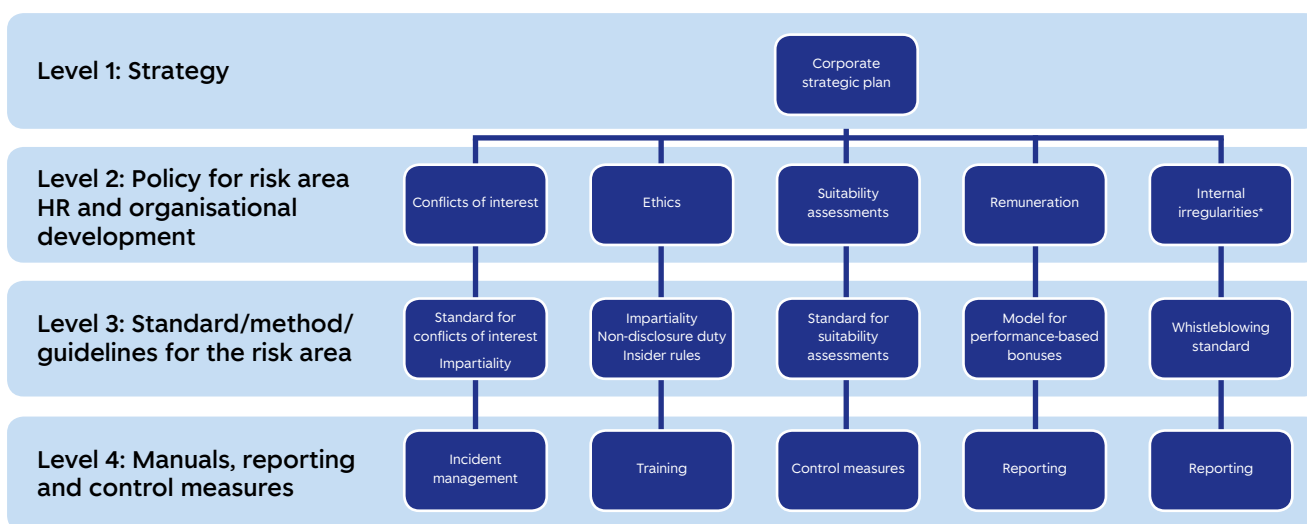 Level 1: Strategy
Corporate
strategic plan
Level 2: Policy for risk area
HR and organisational
development
Conflicts of interest
Ethics
Suitability
assessments
Remuneration
Internal
irregularities*
Level 3: Standard/method/
guidelines for the risk area
Standard for
conflicts of interest
Impartiality
Impartiality
Non-disclosure duty
Insider rules
Standard for
suitability
assessments
Model for
performance-based
bonuses
Whistleblowing
standard
Level 4: Manuals, reporting
and control measures
Incident
management
Training
Control measures
Reporting
Reporting